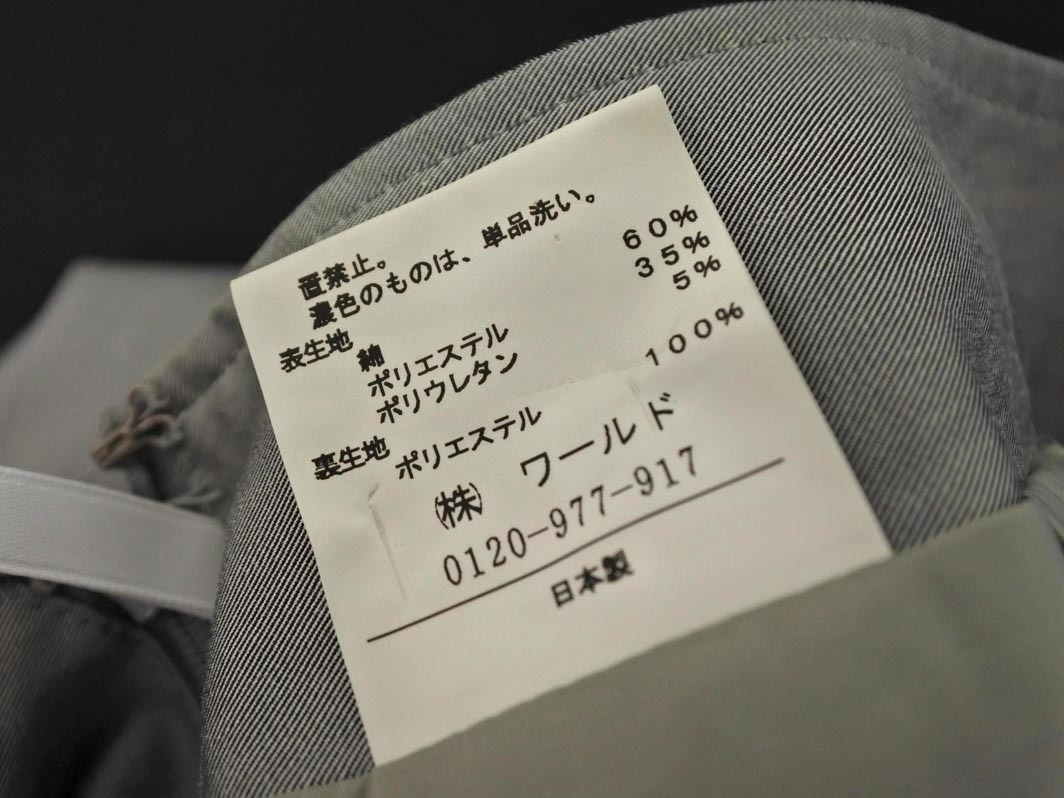 置禁止。
濃色のものは、単品洗い。
表生地 綿 60%
ポリエステル 35%
ポリウレタン 5%
裏生地 ポリエステル 100%
(株) ワールド
0120-977-917
日本製